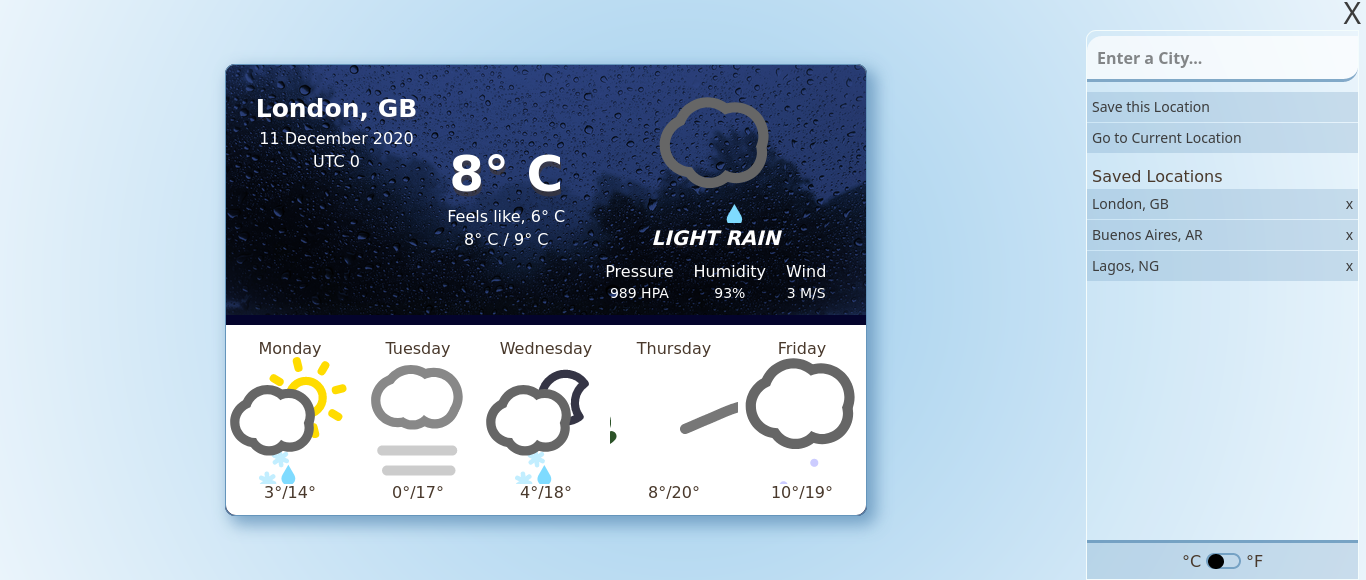 X
London, GB
11 December 2020
UTC 0
8° C
Feels like, 6° C
8° C / 9° C
LIGHT RAIN
Pressure Humidity Wind
989 HPA 93% 3 M/S
Monday Tuesday Wednesday Thursday Friday
3°/14° 0°/17° 4°/18° 8°/20° 10°/19°
Enter a City...
Save this Location
Go to Current Location
Saved Locations
London, GB x
Buenos Aires, AR x
Lagos, NG x
°C °F